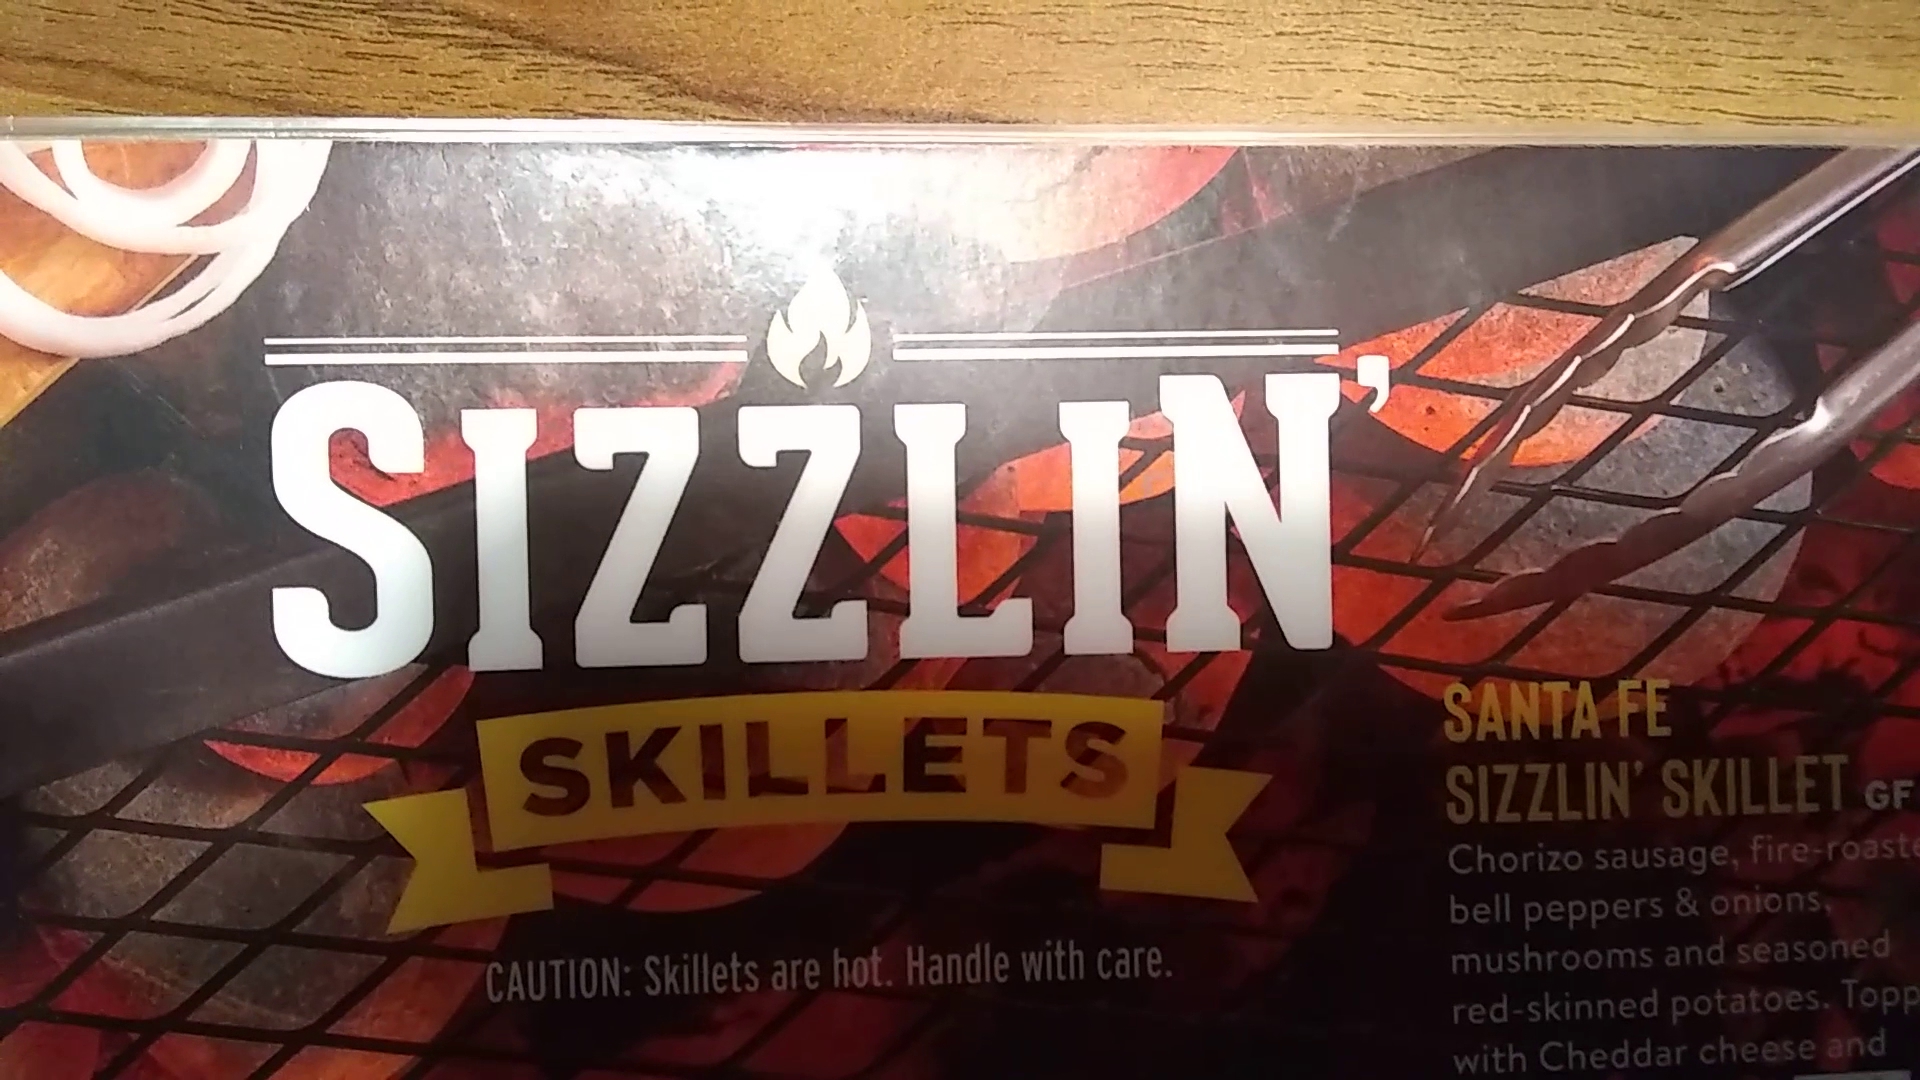 SIZZLIN'
SKILLETS
CAUTION: Skillets are hot. Handle with care.
SANTA FE
SIZZLIN' SKILLET GF
Chorizo sausage, fire-roaste
bell peppers & onions,
mushrooms and seasoned
red-skinned potatoes. Topp
with Cheddar cheese and